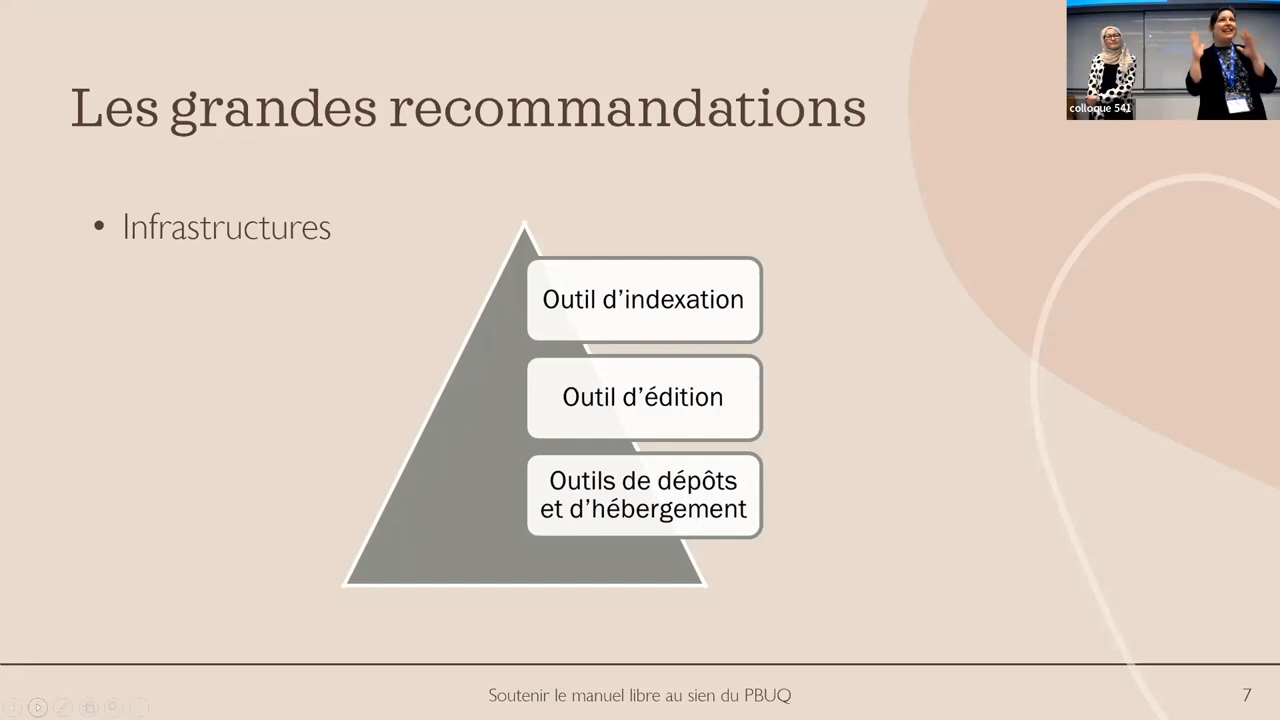 Les grandes recommandations
colloque 541
• Infrastructures
Outil d'indexation
Outil d'édition
Outils de dépôts
et d'hébergement
Soutenir le manuel libre au sien du PBUQ
7